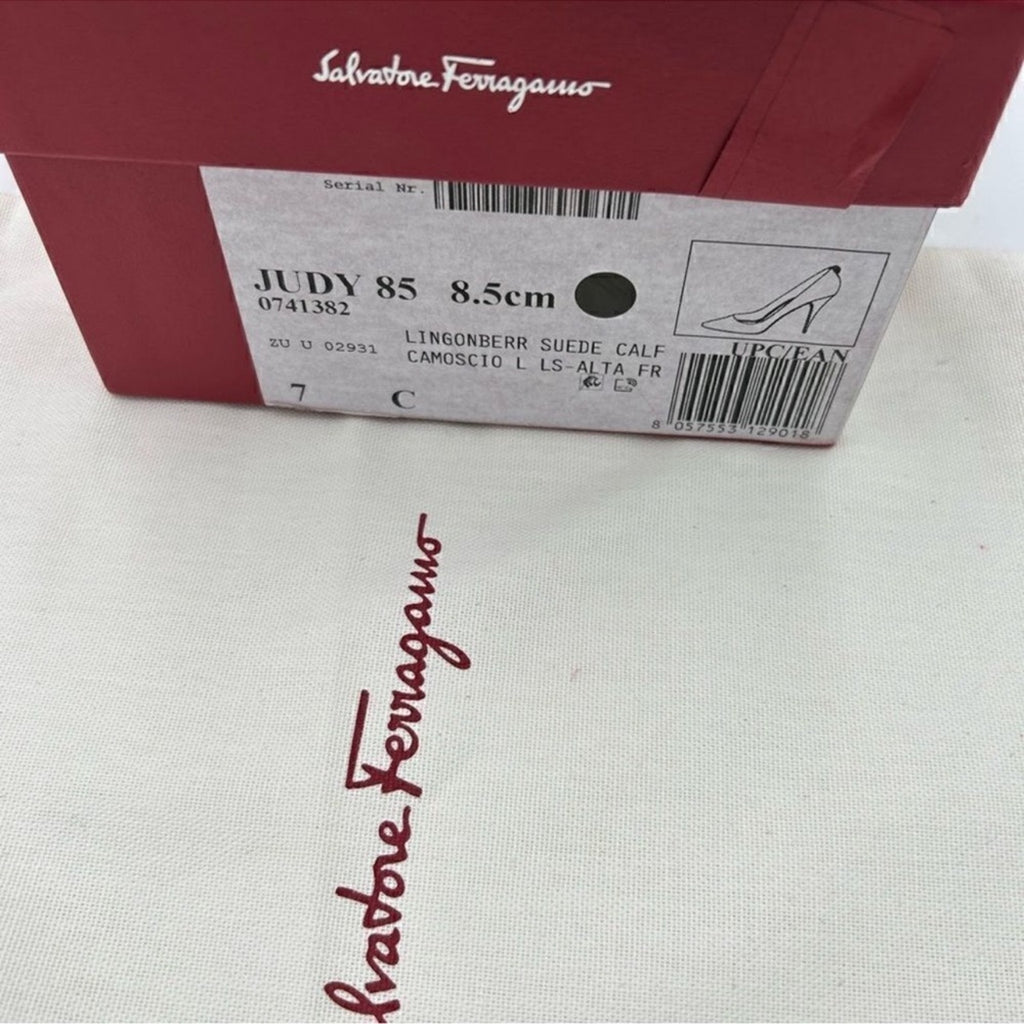 Salvatore Ferragamo
Serial Nr.
JUDY 85 8.5cm
0741382
ZU U 02931
LINGONBERR SUEDE CALF
CAMOSCIO L LS-ALTA FR
7 C
UPC/EAN
8 057553 129018
lvatore Ferragamo